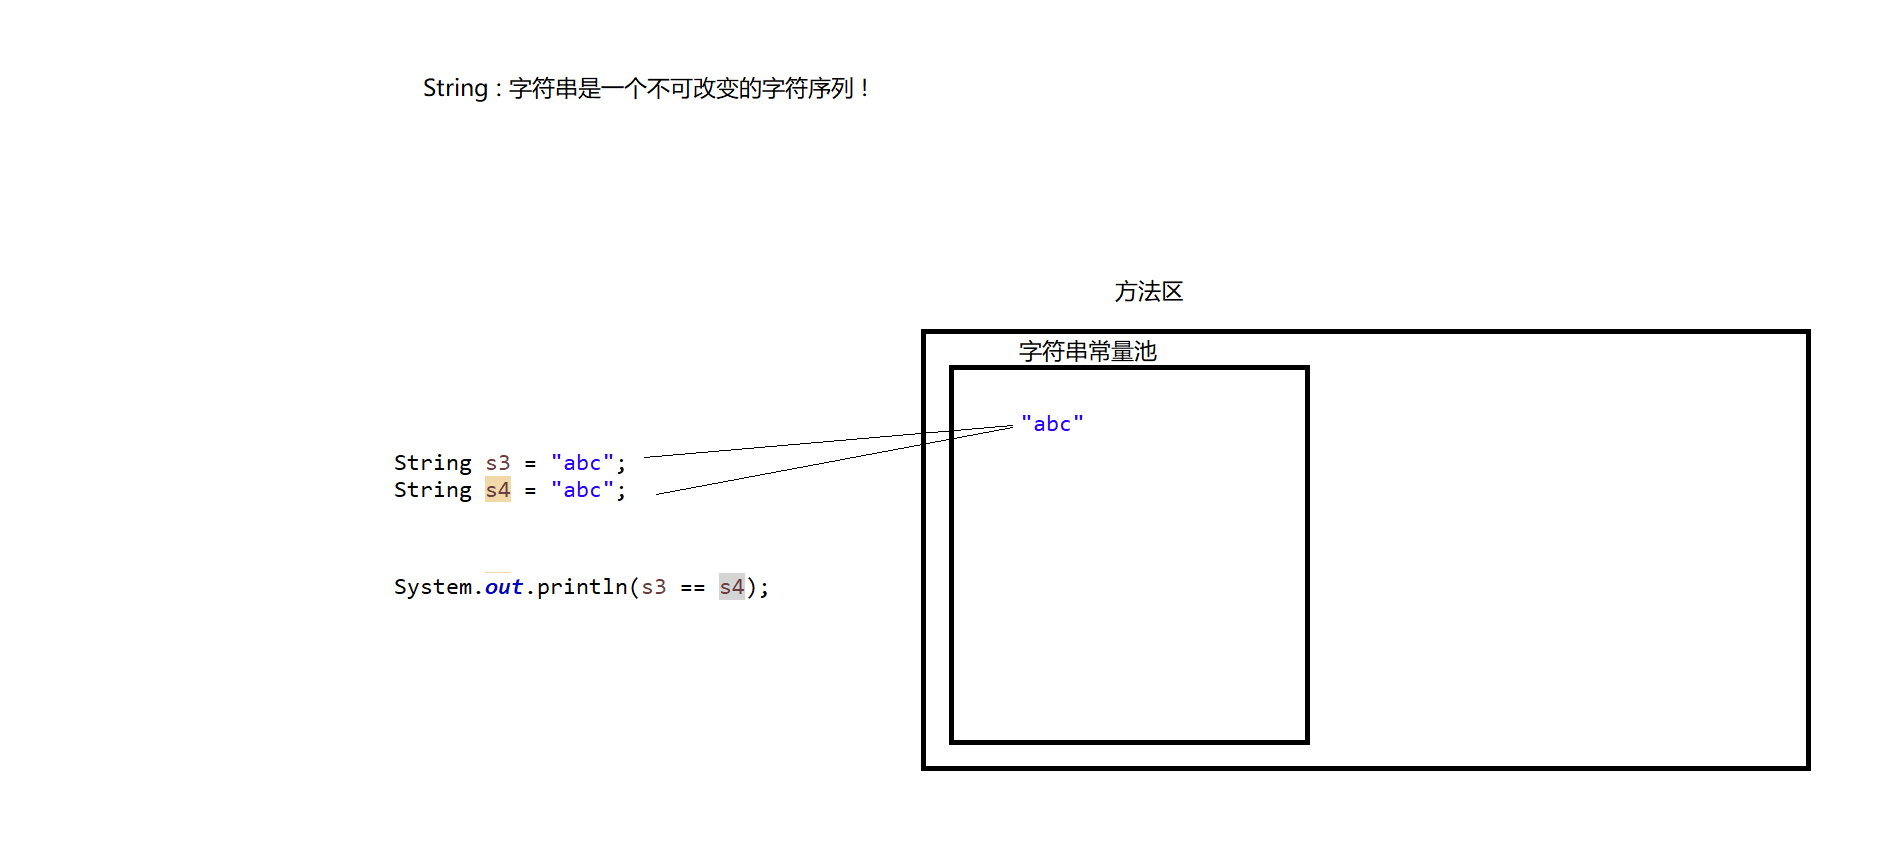 String : 字符串是一个不可改变的字符序列！
方法区
字符串常量池
"abc"
String s3 = "abc";
String s4 = "abc";
System.out.println(s3 == s4);